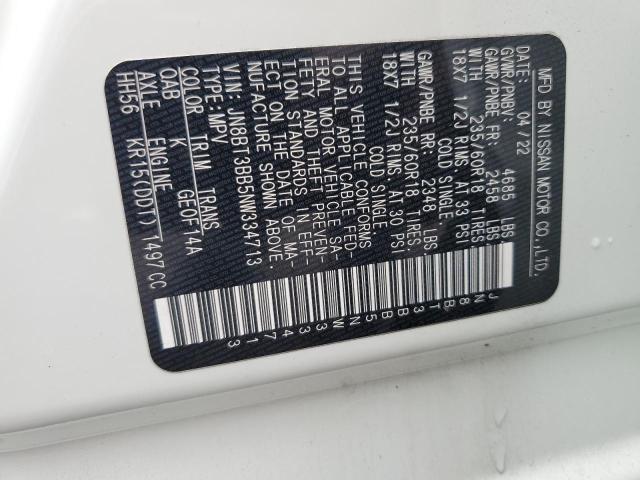 MFD BY NISSAN MOTOR CO.,LTD.
04/22
GVWR/PNBV: 4685 LBS.
GAWR/PNBE FR: 2458 LBS.
WITH 235/60R18 TIRES
18X7 1/2J RIMS, AT 33 PSI
COLD SINGLE
GAWR/PNBE RR: 2348 LBS.
WITH 235/60R18 TIRES
18X7 1/2J RIMS, AT 30 PSI
COLD SINGLE
THIS VEHICLE CONFORMS
TO ALL APPLICABLE FED-
ERAL MOTOR VEHICLE SA-
FETY AND THEFT PREVEN-
TION STANDARDS IN EFF-
ECT ON THE DATE OF MA-
NUFACTURE SHOWN ABOVE.
VIN: JN8BT3BB5NW334713
TYPE: MPV
COLOR TRIM TRANS
QAB K GE0F14A
AXLE ENGINE
HH56 KR15(DDT) 1497CC
JN8BT3BB5NW334713